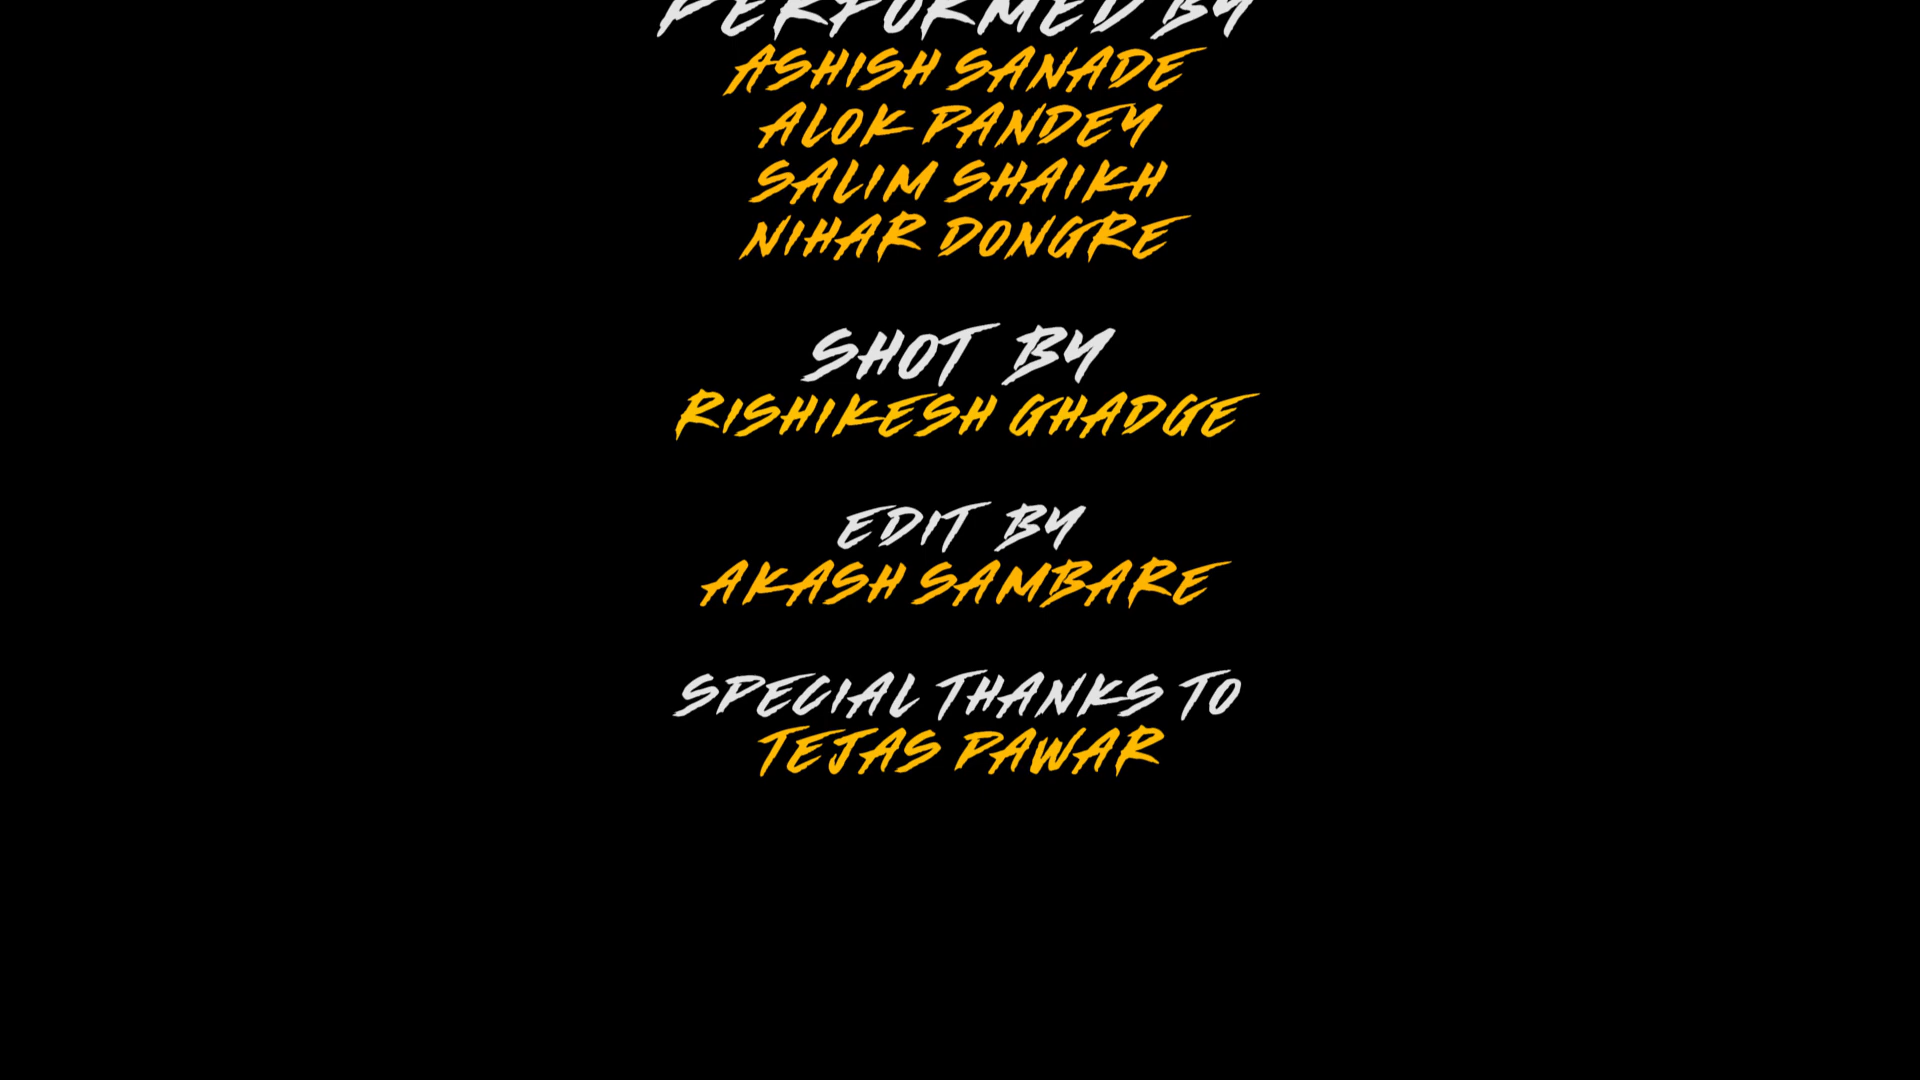 PERFORMED BY
ASHISH SANADE
ALOK PANDEY
SALIM SHAIKH
NIHAR DONGRE
SHOT BY
RISHIKESH GHADGE
EDIT BY
AKASH SAMBARE
SPECIAL THANKS TO
TEJAS PAWAR